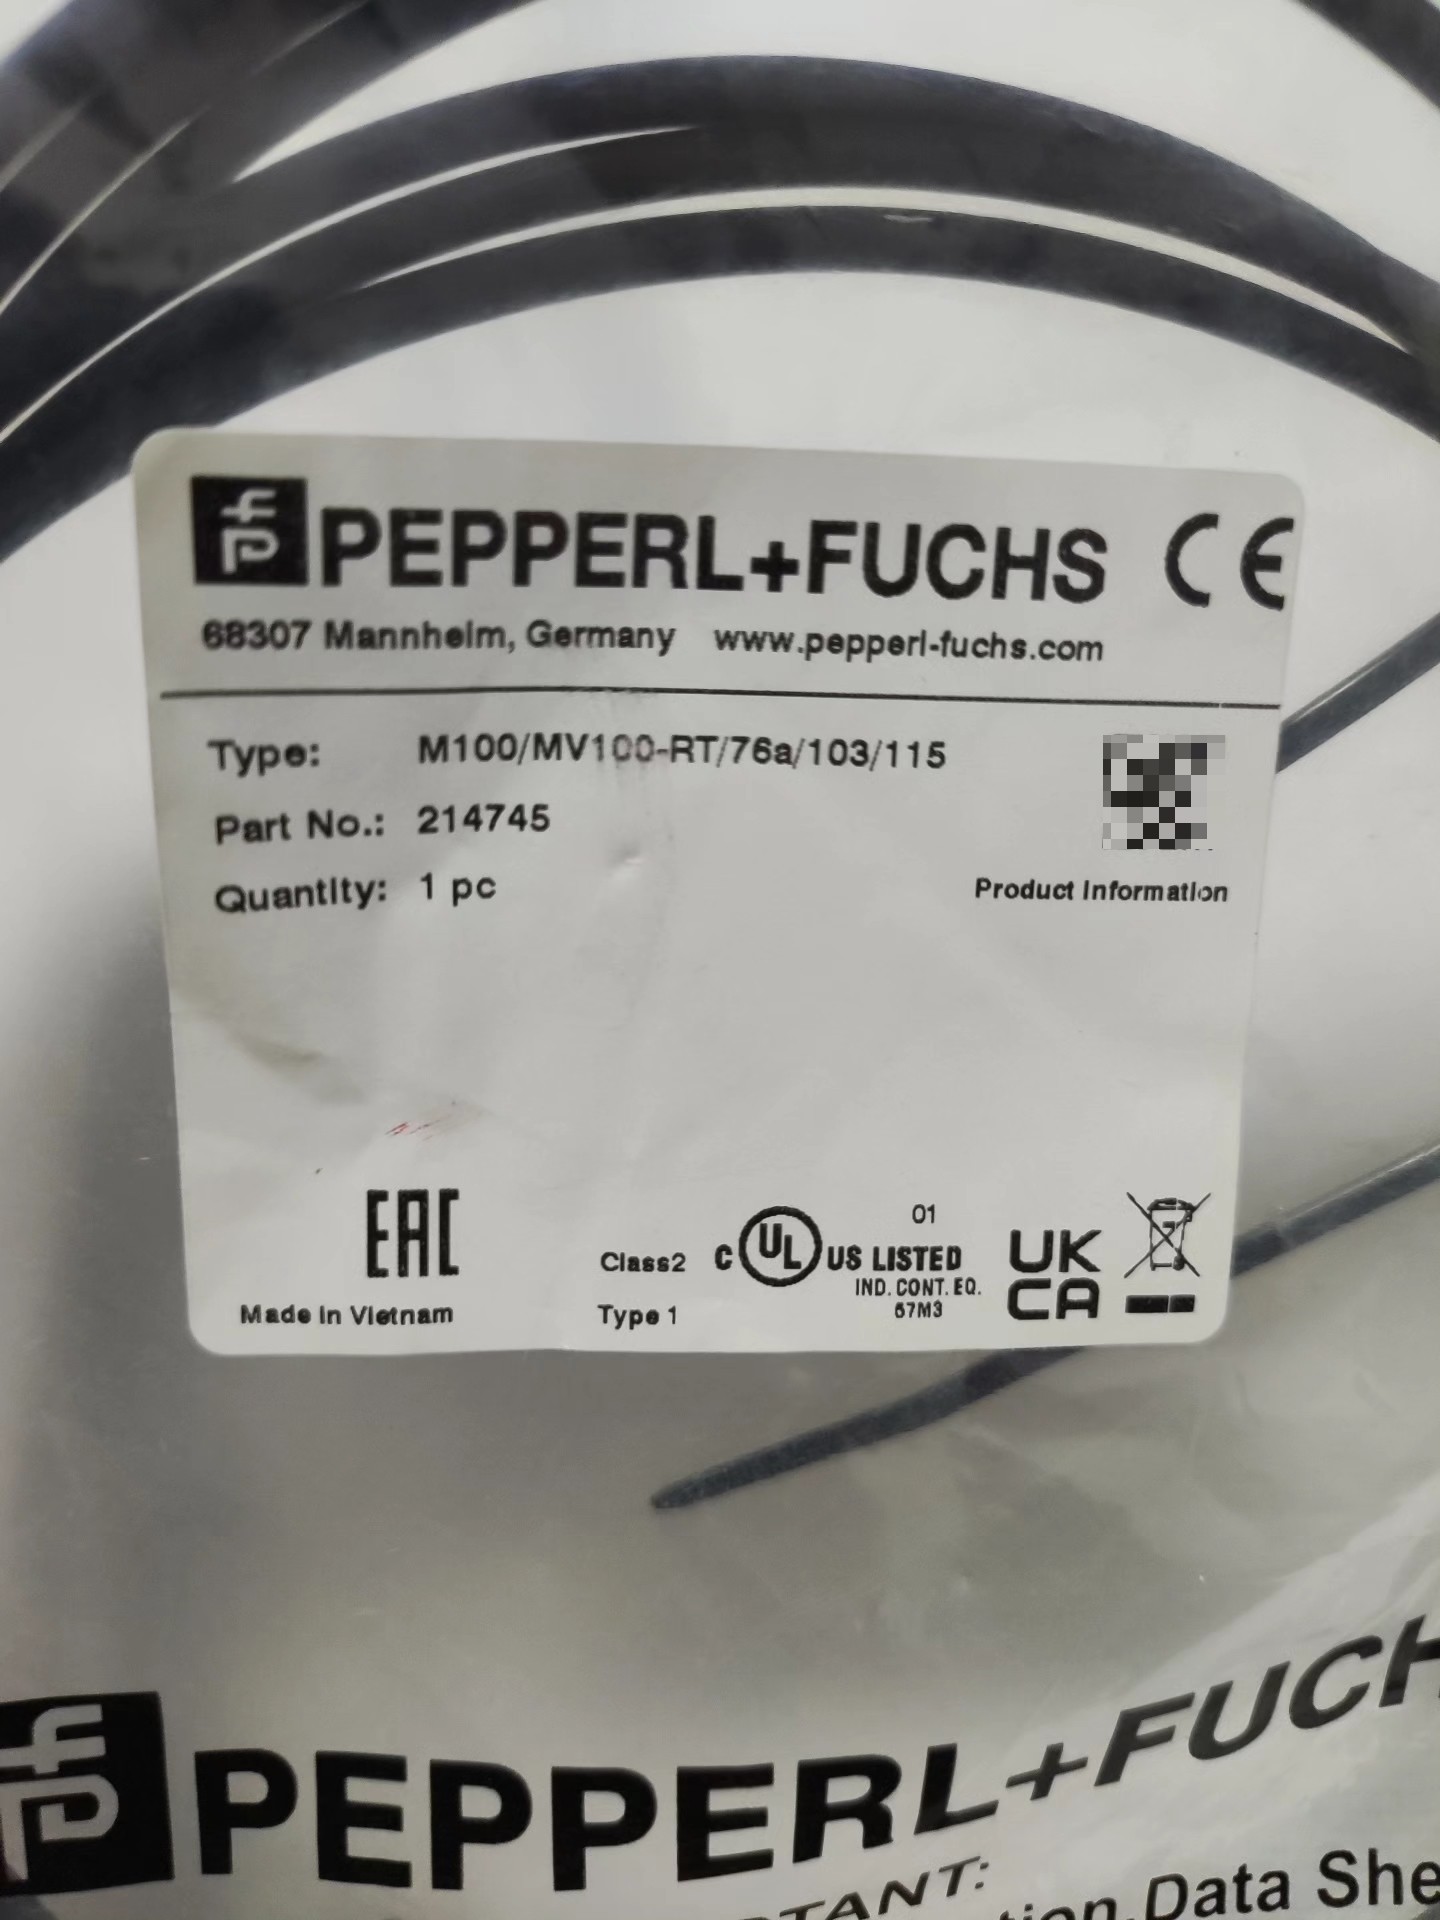 PEPPERL+FUCHS CE
68307 Mannheim, Germany www.pepperl-fuchs.com
Type: M100/MV100-RT/76a/103/115
Part No.: 214745
Quantity: 1 pc
Product Information
EAC
Made in Vietnam
Class2
Type 1
C UL US LISTED
01
IND. CONT. EQ.
67M3
UK
CA
PEPPERL+FUCH
TANT:
Data She